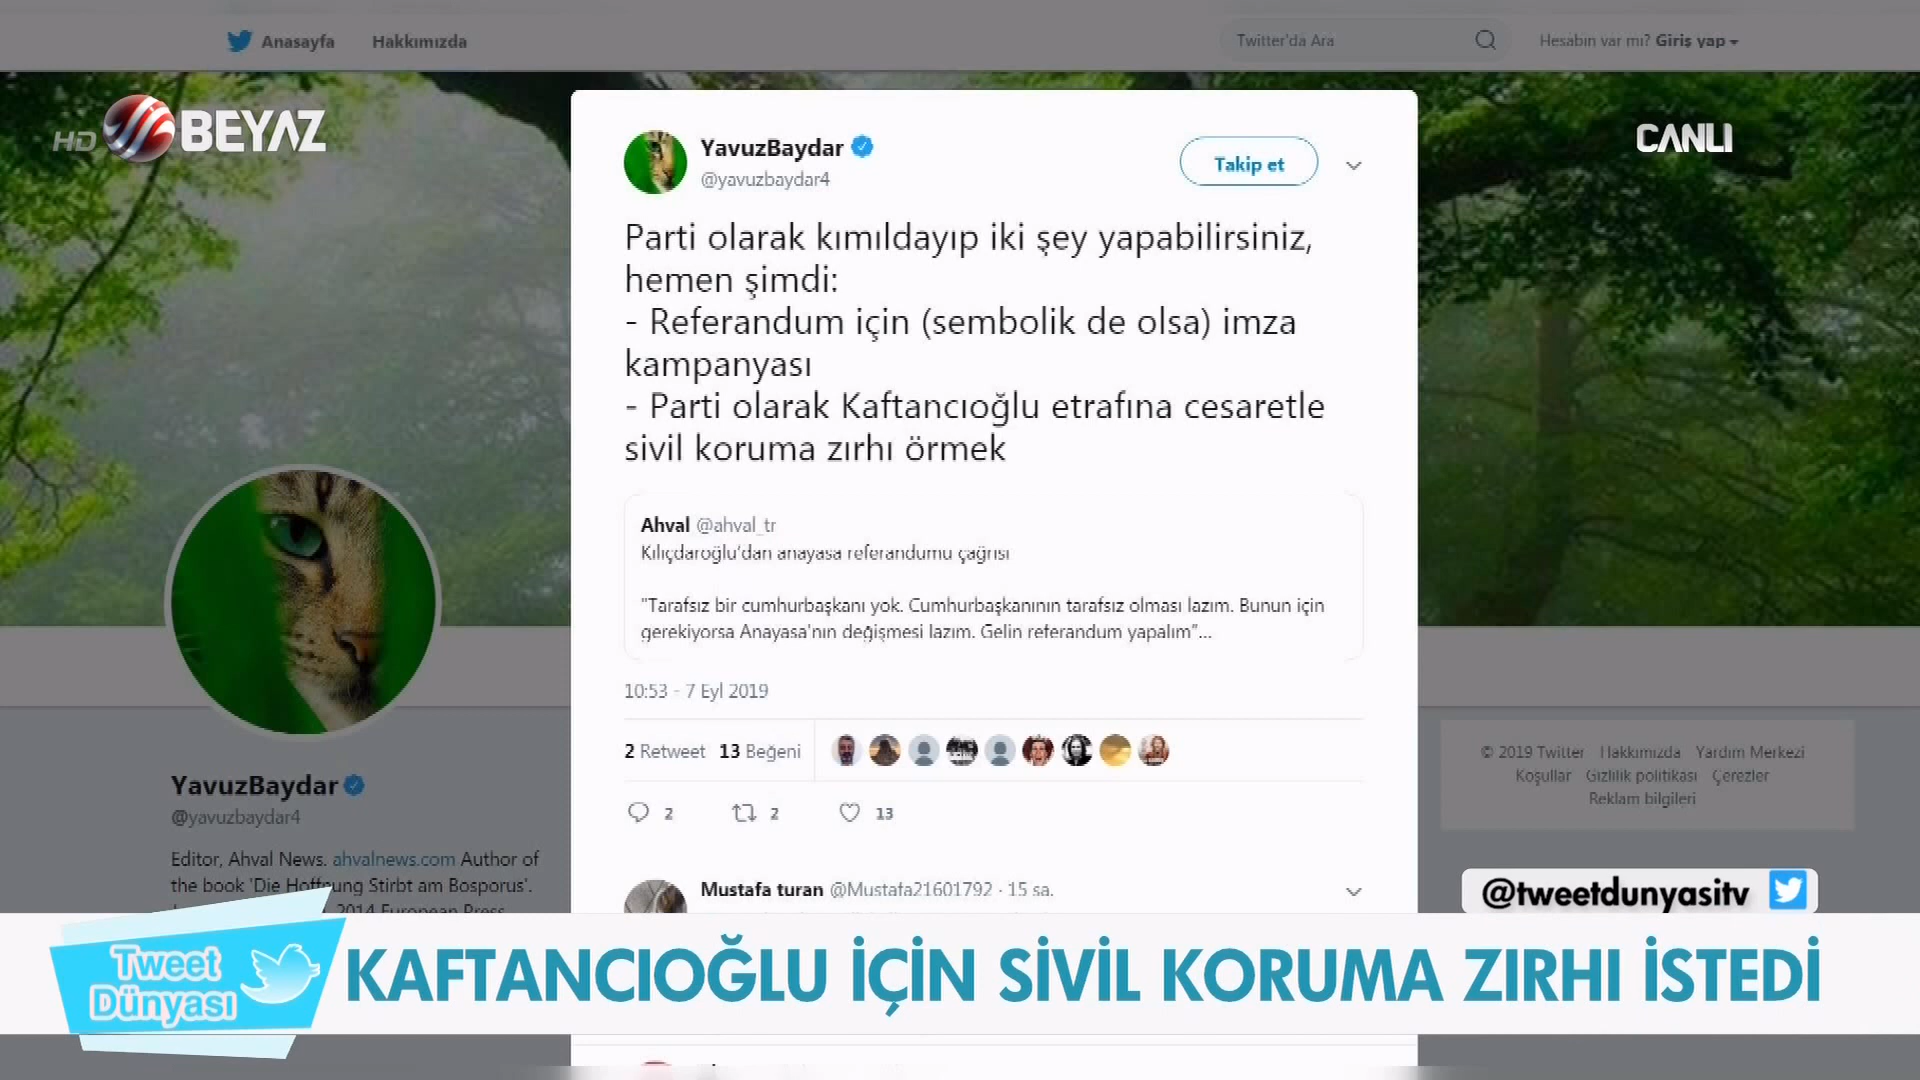 Anasayfa Hakkımızda Twitter'da Ara Hesabın var mı? Giriş yap
HD BEYAZ
CANLI
YavuzBaydar
@yavuzbaydar4
Takip et
Parti olarak kımıldayıp iki şey yapabilirsiniz,
hemen şimdi:
- Referandum için (sembolik de olsa) imza
kampanyası
- Parti olarak Kaftancıoğlu etrafına cesaretle
sivil koruma zırhı örmek
Ahval @ahval_tr
Kılıçdaroğlu'dan anayasa referandumu çağrısı
"Tarafsız bir cumhurbaşkanı yok. Cumhurbaşkanının tarafsız olması lazım. Bunun için
gerekiyorsa Anayasa'nın değişmesi lazım. Gelin referandum yapalım"...
10:53 - 7 Eyl 2019
2 Retweet 13 Beğeni
2 2 13
Mustafa turan @Mustafa21601792 · 15 sa.
YavuzBaydar
@yavuzbaydar4
Editor, Ahval News. ahvalnews.com Author of
the book 'Die Hoffnung Stirbt am Bosporus'.
2014 European Press
© 2019 Twitter Hakkımızda Yardım Merkezi
Koşullar Gizlilik politikası Çerezler
Reklam bilgileri
@tweetdunyasitv
Tweet
Dünyası
KAFTANCIOĞLU İÇİN SİVİL KORUMA ZIRHI İSTEDİ